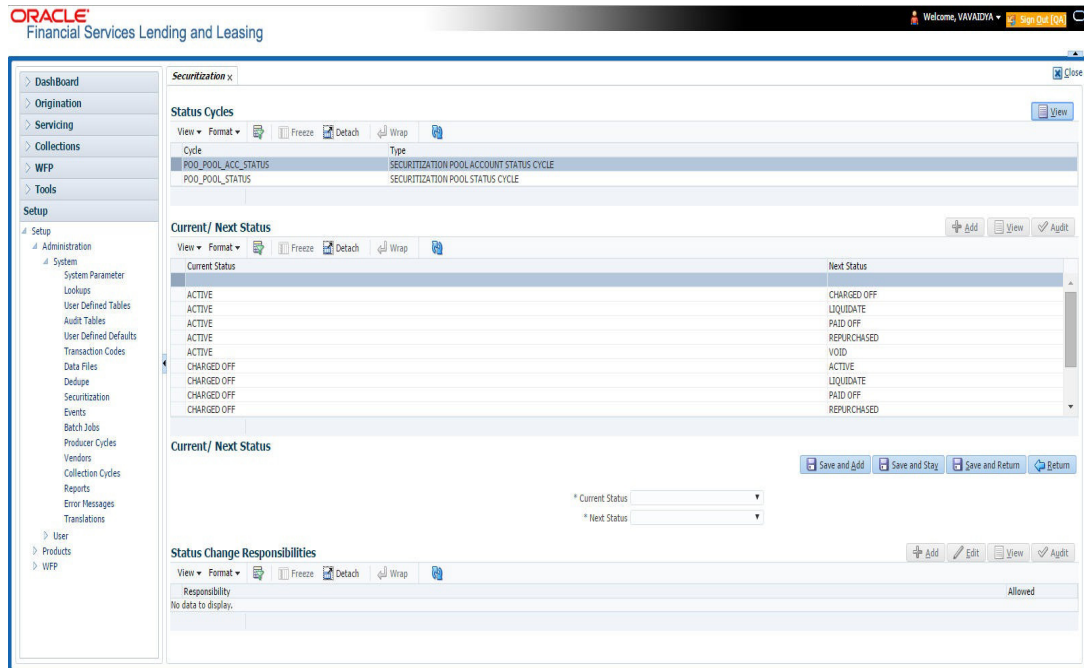 ORACLE'
Financial Services Lending and Leasing
Welcome, VAVAIDYA
Sign Out [QA]
DashBoard
Origination
Servicing
Collections
WFP
Tools
Setup
Setup
Administration
System
System Parameter
Lookups
User Defined Tables
Audit Tables
User Defined Defaults
Transaction Codes
Data Files
Dedupe
Securitization
Events
Batch Jobs
Producer Cycles
Vendors
Collection Cycles
Reports
Error Messages
Translations
User
Products
WFP
Securitization x
Close
Status Cycles
View
View Format Freeze Detach Wrap
Cycle Type
POO_POOL_ACC_STATUS SECURITIZATION POOL ACCOUNT STATUS CYCLE
POO_POOL_STATUS SECURITIZATION POOL STATUS CYCLE
Current/ Next Status
Add View Audit
View Format Freeze Detach Wrap
Current Status Next Status
ACTIVE CHARGED OFF
ACTIVE LIQUIDATE
ACTIVE PAID OFF
ACTIVE REPURCHASED
ACTIVE VOID
CHARGED OFF ACTIVE
CHARGED OFF LIQUIDATE
CHARGED OFF PAID OFF
CHARGED OFF REPURCHASED
Current/ Next Status
Save and Add Save and Stay Save and Return Return
* Current Status
* Next Status
Status Change Responsibilities
Add Edit View Audit
View Format Freeze Detach Wrap
Responsibility Allowed
No data to display.